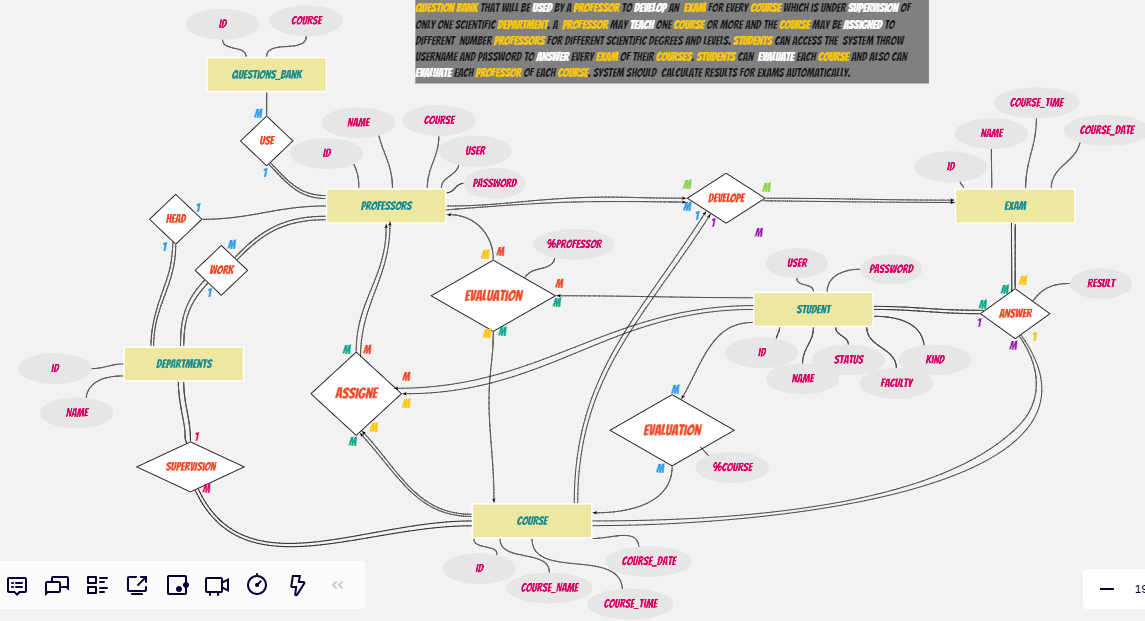 QUESTION BANK THAT WILL BE USED BY A PROFESSOR TO DEVELOP AN EXAM FOR EVERY COURSE WHICH IS UNDER SUPERVISION OF
ONLY ONE SCIENTIFIC DEPARTMENT. A PROFESSOR MAY TEACH ONE COURSE OR MORE AND THE COURSE MAY BE ASSIGNED TO
DIFFERENT NUMBER PROFESSORS FOR DIFFERENT SCIENTIFIC DEGREES AND LEVELS. STUDENTS CAN ACCESS THE SYSTEM THROW
USERNAME AND PASSWORD TO ANSWER EVERY EXAM OF THEIR COURSES. STUDENTS CAN EVALUATE EACH COURSE AND ALSO CAN
EVALUATE EACH PROFESSOR OF EACH COURSE. SYSTEM SHOULD CALCULATE RESULTS FOR EXAMS AUTOMATICALLY.
ID
COURSE
QUESTIONS_BANK
M
USE
1
ID
NAME
COURSE
USER
PASSWORD
PROFESSORS
HEAD
1
1
WORK
M
1
DEVELOPE
M
M
1
1
M
M
ID
NAME
COURSE_TIME
COURSE_DATE
EXAM
EVALUATION
M
M
%PROFESSOR
M
M
M
M
USER
PASSWORD
STUDENT
ID
NAME
STATUS
FACULTY
KIND
M
M
M
1
ANSWER
RESULT
M
1
DEPARTMENTS
ID
NAME
M
M
ASSIGNE
M
M
M
M
M
EVALUATION
M
%COURSE
1
SUPERVISION
M
COURSE
ID
COURSE_NAME
COURSE_TIME
COURSE_DATE
19